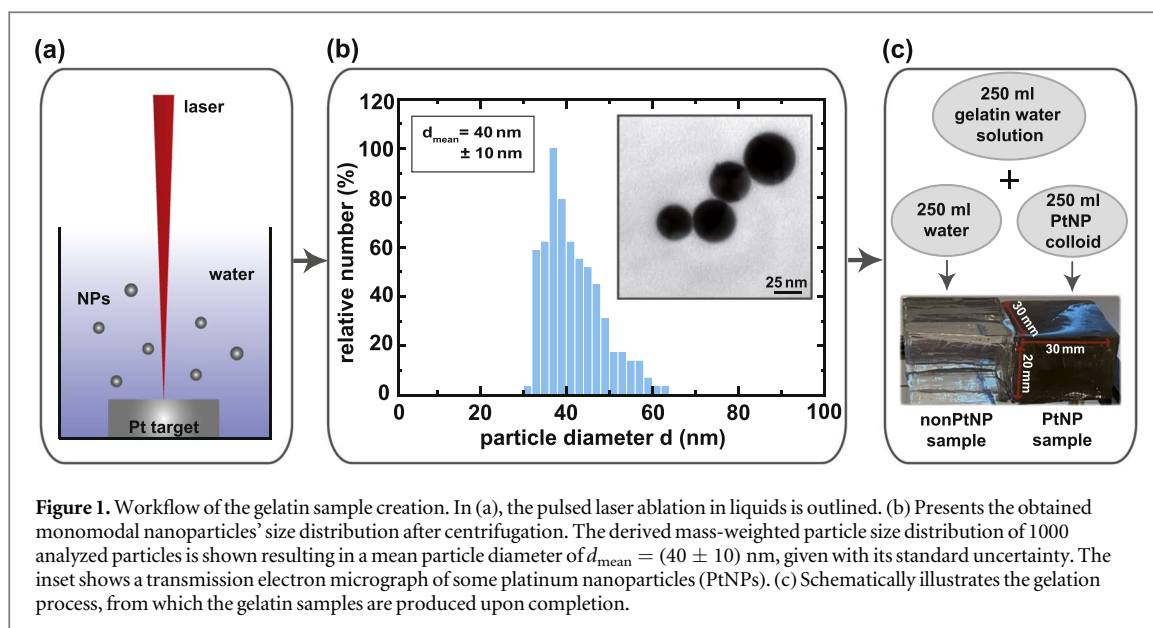 (a)
laser
water
NPs
Pt target
(b)
120
100
80
60
40
20
0
relative number (%)
d_mean = 40 nm
± 10 nm
25 nm
0 20 40 60 80 100
particle diameter d (nm)
(c)
250 ml
gelatin water
solution
+
250 ml
water
250 ml
PtNP
colloid
30 mm
30 mm
20 mm
nonPtNP
sample
PtNP
sample
Figure 1. Workflow of the gelatin sample creation. In (a), the pulsed laser ablation in liquids is outlined. (b) Presents the obtained
monomodal nanoparticles' size distribution after centrifugation. The derived mass-weighted particle size distribution of 1000
analyzed particles is shown resulting in a mean particle diameter of d_mean = (40 ± 10) nm, given with its standard uncertainty. The
inset shows a transmission electron micrograph of some platinum nanoparticles (PtNPs). (c) Schematically illustrates the gelation
process, from which the gelatin samples are produced upon completion.